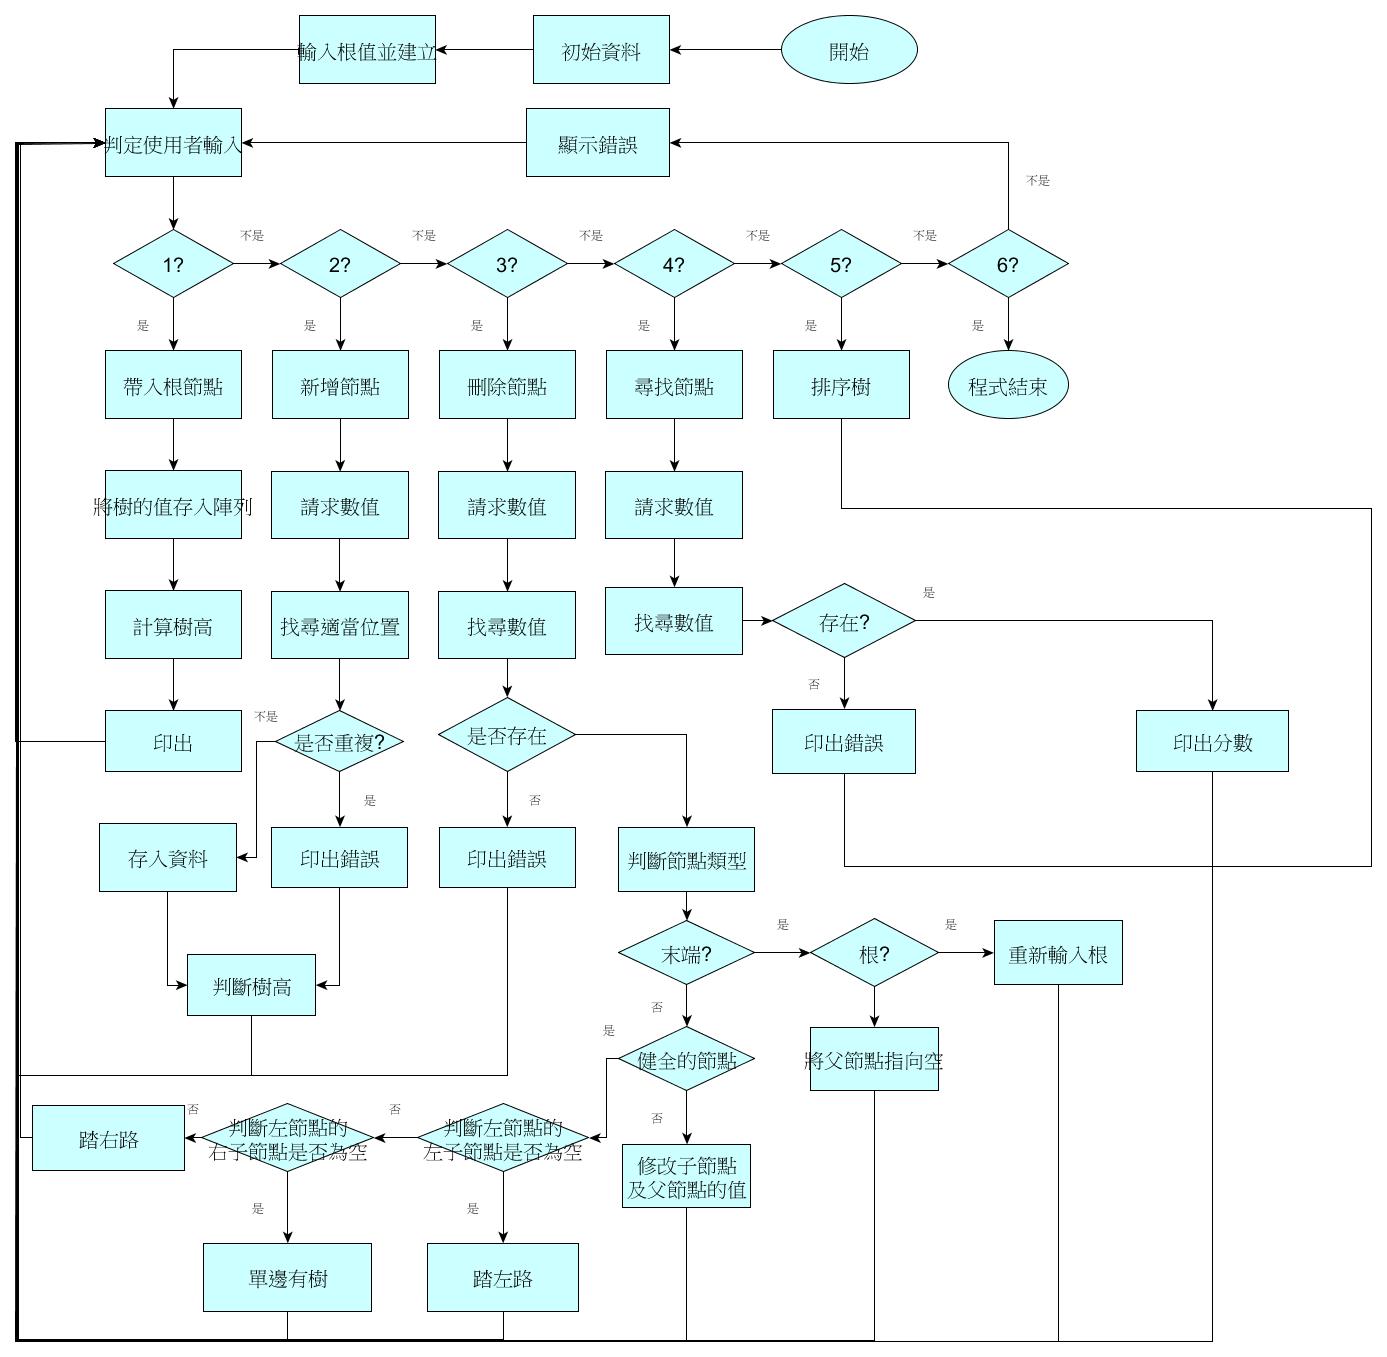 輸入根值並建立
初始資料
開始
判定使用者輸入
顯示錯誤
不是
不是
不是
不是
不是
不是
1?
2?
3?
4?
5?
6?
是
是
是
是
是
是
帶入根節點
新增節點
刪除節點
尋找節點
排序樹
程式結束
將樹的值存入陣列
請求數值
請求數值
請求數值
計算樹高
找尋適當位置
找尋數值
找尋數值
存在?
是
否
印出
不是
是否重複?
是否存在
印出錯誤
印出分數
是
否
存入資料
印出錯誤
印出錯誤
判斷節點類型
末端?
是
根?
是
重新輸入根
判斷樹高
否
是
健全的節點
將父節點指向空
踏右路
否
判斷左節點的
右子節點是否為空
否
判斷左節點的
左子節點是否為空
否
修改子節點
及父節點的值
是
是
單邊有樹
踏左路